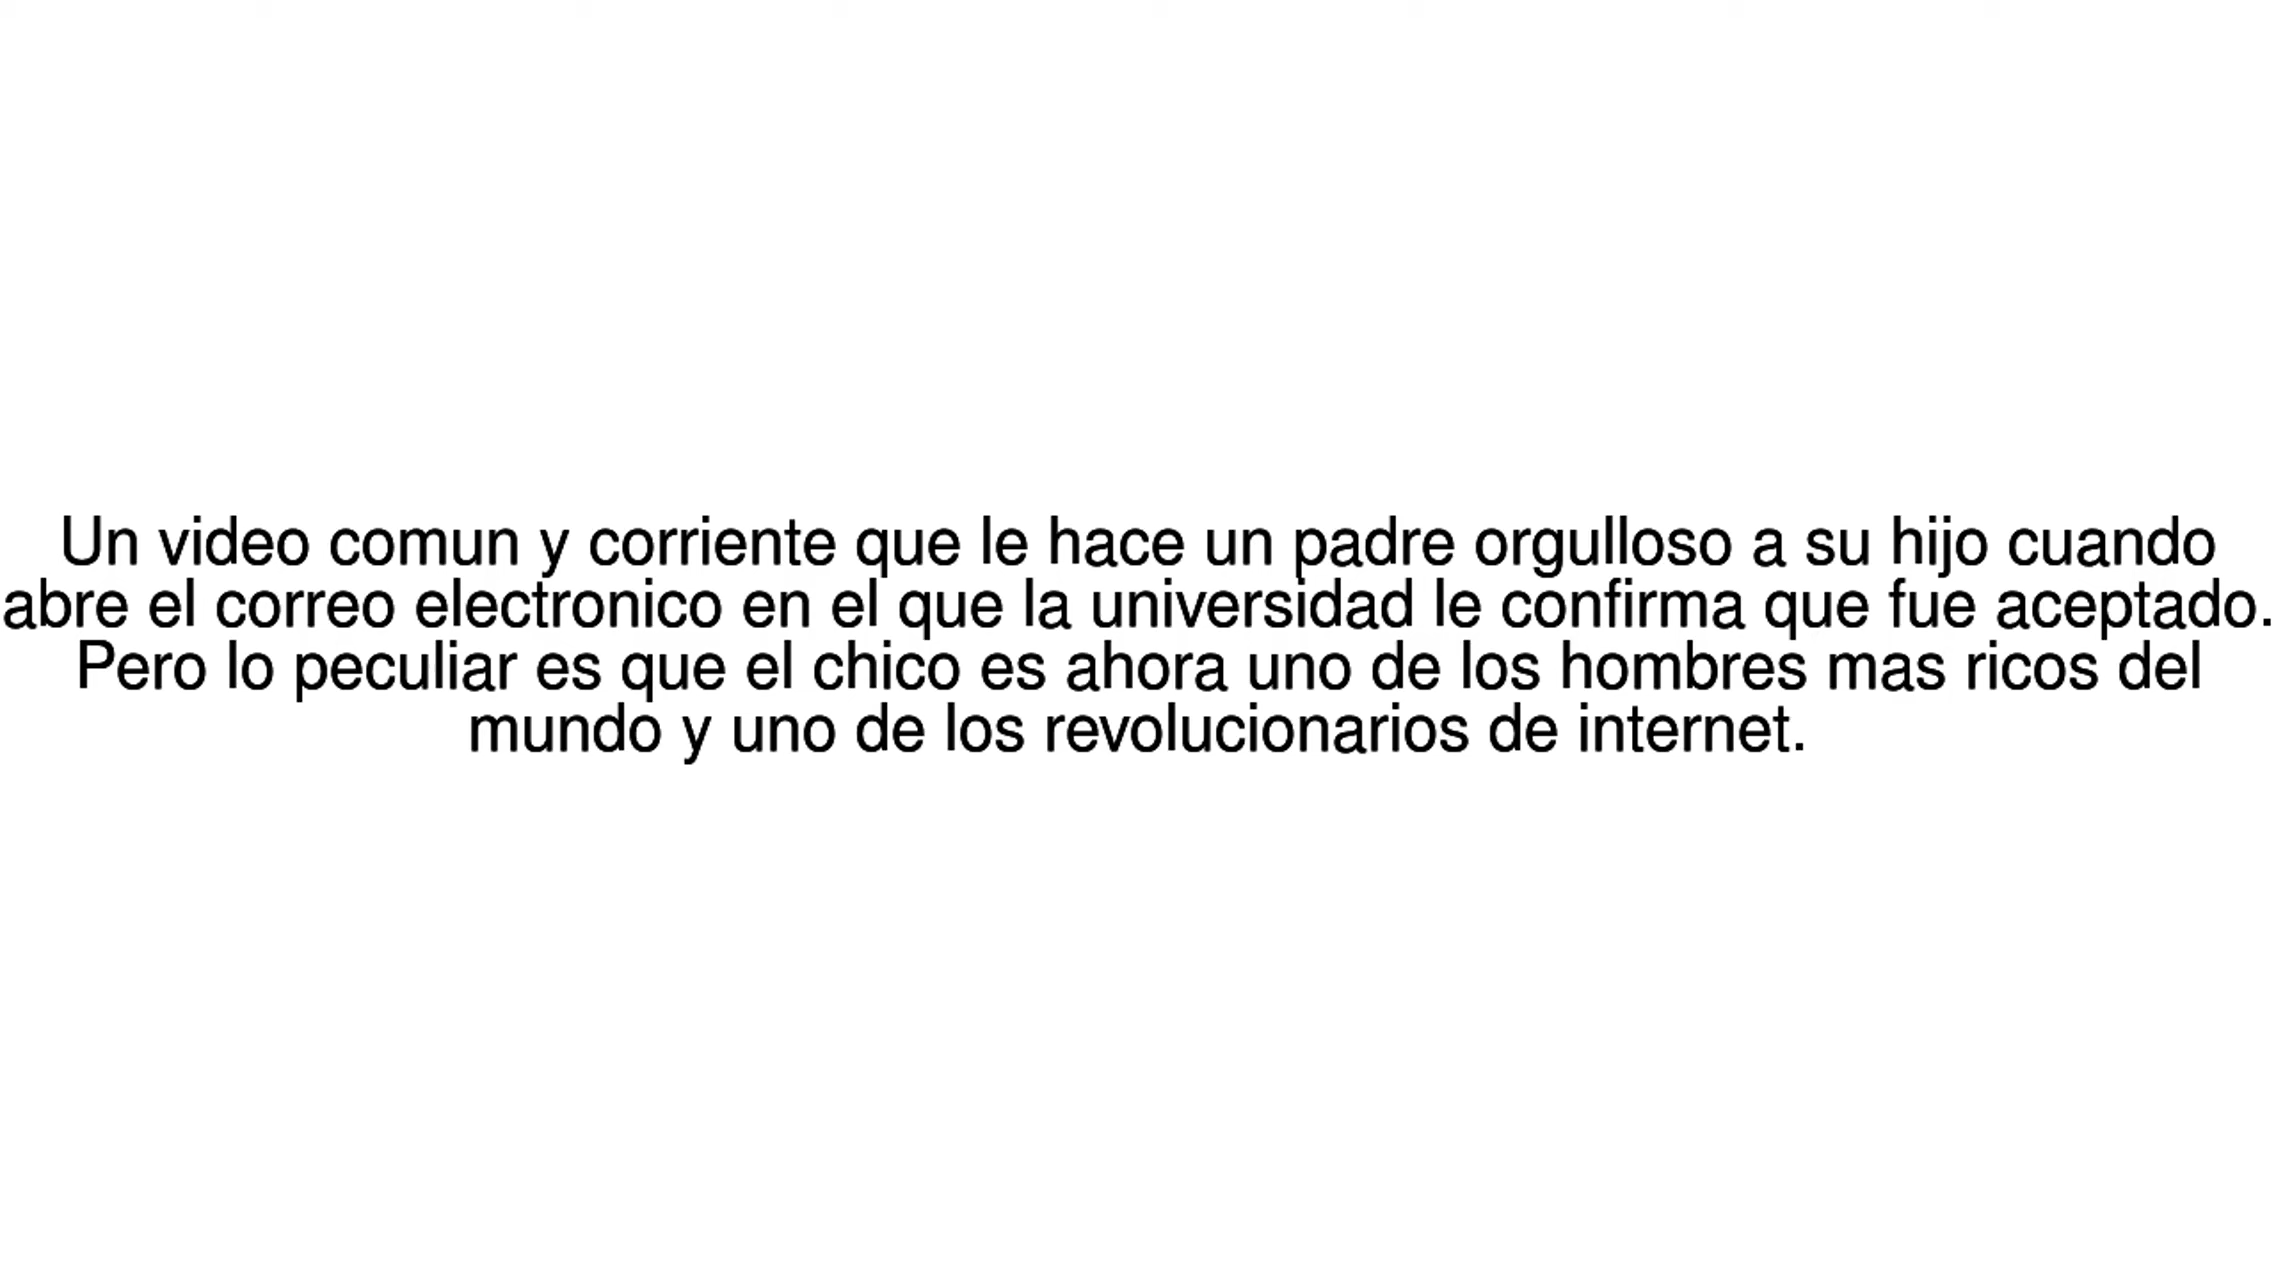 Un video comun y corriente que le hace un padre orgulloso a su hijo cuando
abre el correo electronico en el que la universidad le confirma que fue aceptado.
Pero lo peculiar es que el chico es ahora uno de los hombres mas ricos del
mundo y uno de los revolucionarios de internet.